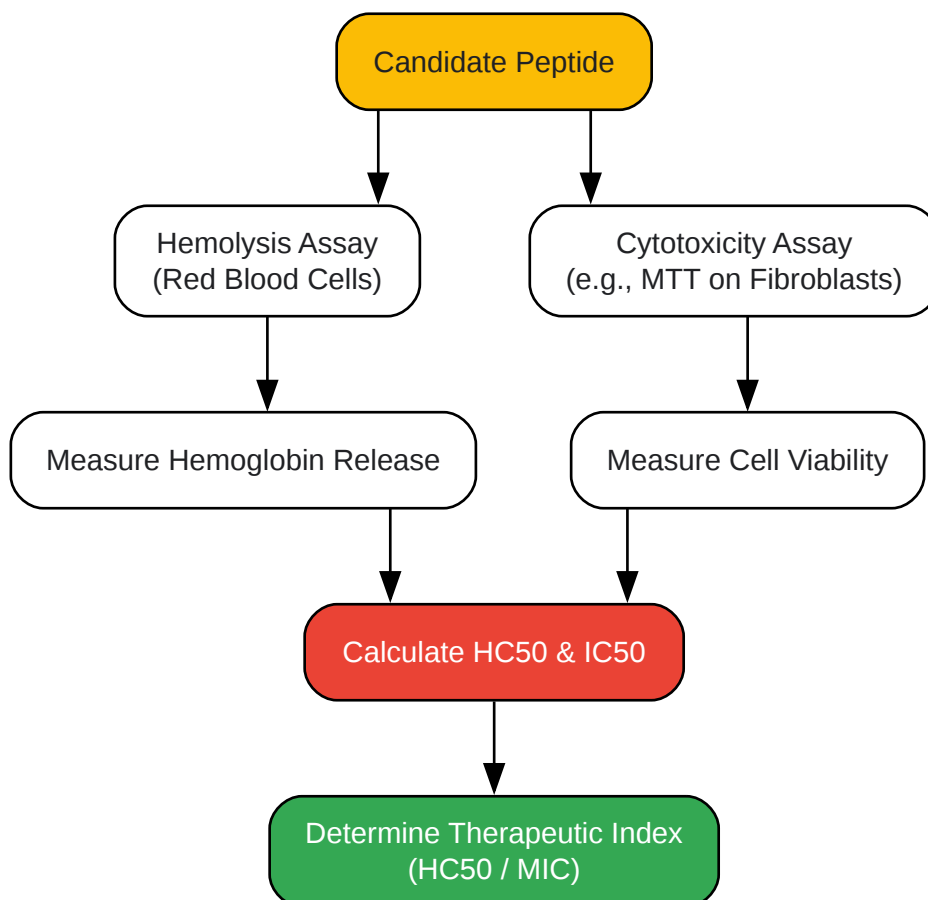 Candidate Peptide
Hemolysis Assay
(Red Blood Cells)
Cytotoxicity Assay
(e.g., MTT on Fibroblasts)
Measure Hemoglobin Release
Measure Cell Viability
Calculate HC50 & IC50
Determine Therapeutic Index
(HC50 / MIC)